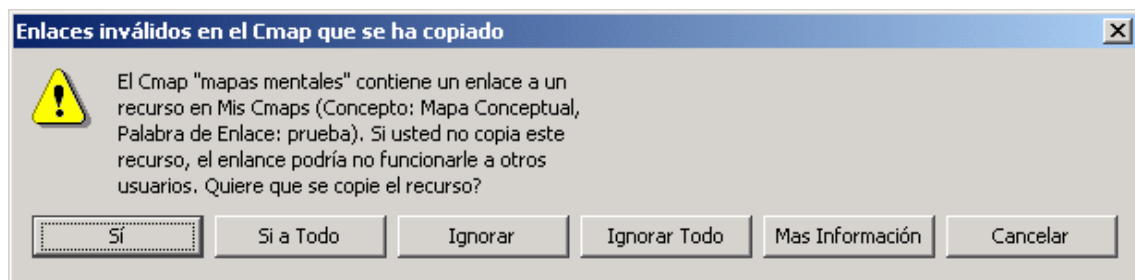 Enlaces inválidos en el Cmap que se ha copiado
El Cmap "mapas mentales" contiene un enlace a un
recurso en Mis Cmaps (Concepto: Mapa Conceptual,
Palabra de Enlace: prueba). Si usted no copia este
recurso, el enlance podría no funcionarle a otros
usuarios. Quiere que se copie el recurso?
Sí Si a Todo Ignorar Ignorar Todo Mas Información Cancelar